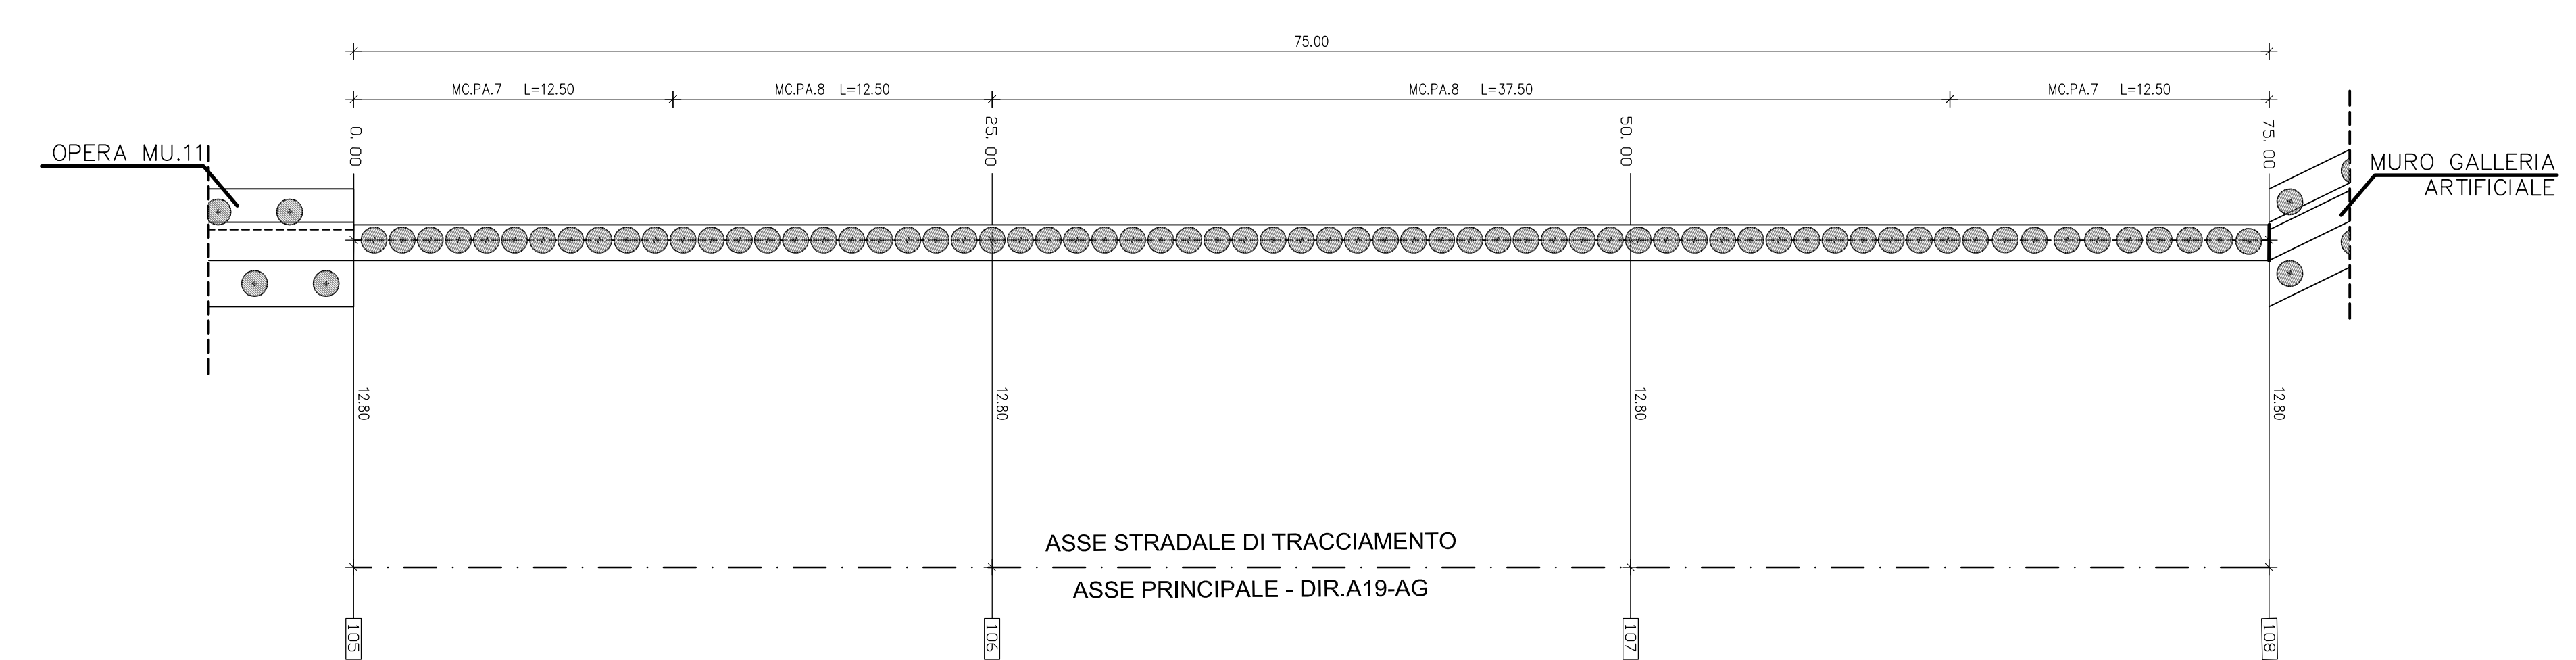 75.00
MC.PA.7 L=12.50
MC.PA.8 L=12.50
MC.PA.8 L=37.50
MC.PA.7 L=12.50
0.00
25.00
50.00
75.00
OPERA MU.11
MURO GALLERIA
ARTIFICIALE
12.80
12.80
12.80
12.80
ASSE STRADALE DI TRACCIAMENTO
ASSE PRINCIPALE - DIR.A19-AG
105
106
107
108